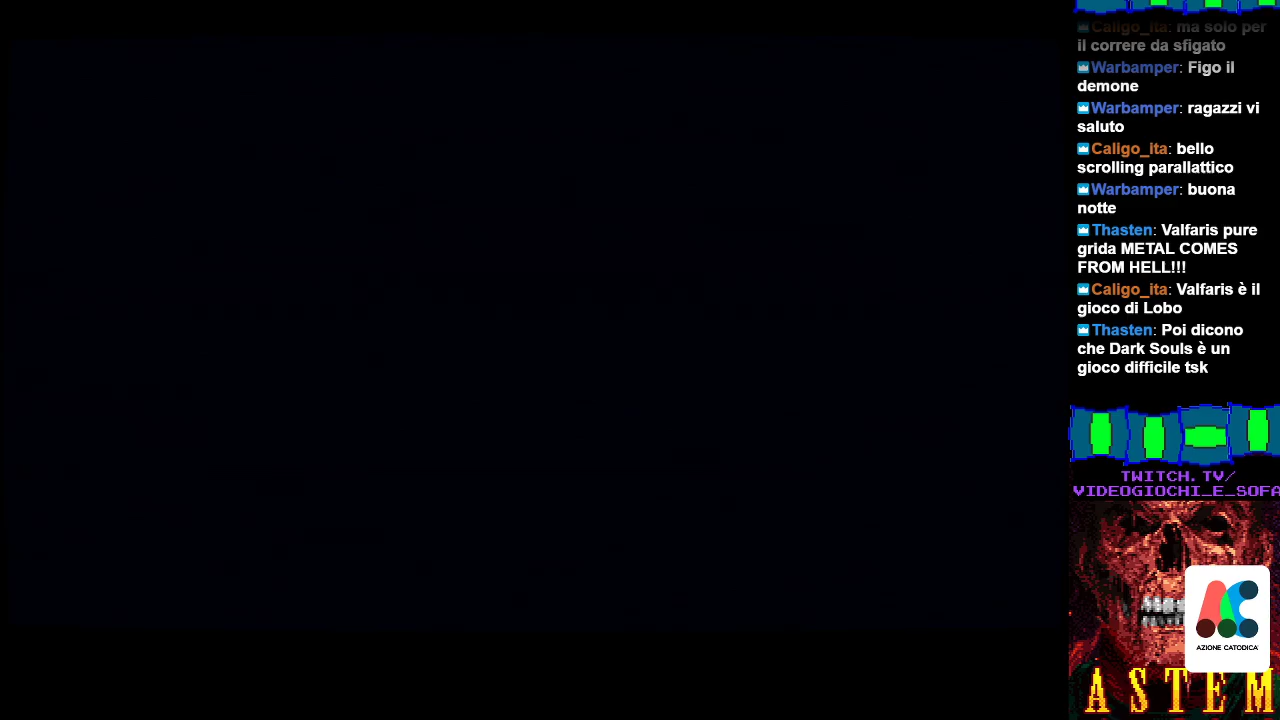 Caligo_ita: ma solo per
il correre da sfigato
Warbamper: Figo il
demone
Warbamper: ragazzi vi
saluto
Caligo_ita: bello
scrolling parallattico
Warbamper: buona
notte
Thasten: Valfaris pure
grida METAL COMES
FROM HELL!!!
Caligo_ita: Valfaris è il
gioco di Lobo
Thasten: Poi dicono
che Dark Souls è un
gioco difficile tsk
TWITCH.TV/
VIDEOGIOCHI_E_SOFA
AZIONE CATODICA
ASTEM